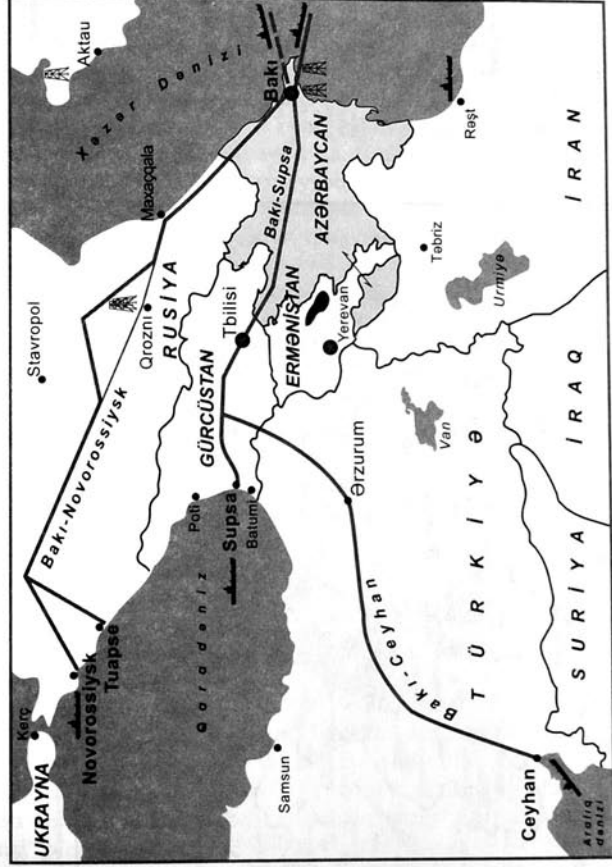 UKRAYNA
Kerç
Novorossiysk
Tuapse
Stavropol
Bakı-Novorossiysk
Qrozni
RUSİYA
Maxaçqala
Xəzər Dənizi
Aktau
Poti
GÜRCÜSTAN
Supsa
Batumi
Tbilisi
Bakı-Supsa
Bakı
Qara dəniz
Samsun
ERMƏNİSTAN
Yerevan
AZƏRBAYCAN
Ərzurum
Bakı-Ceyhan
TÜRKİYƏ
Van
Təbriz
Urmiyə
Rəşt
Ceyhan
Aralıq
dənizi
SURİYA
İRAQ
İRAN